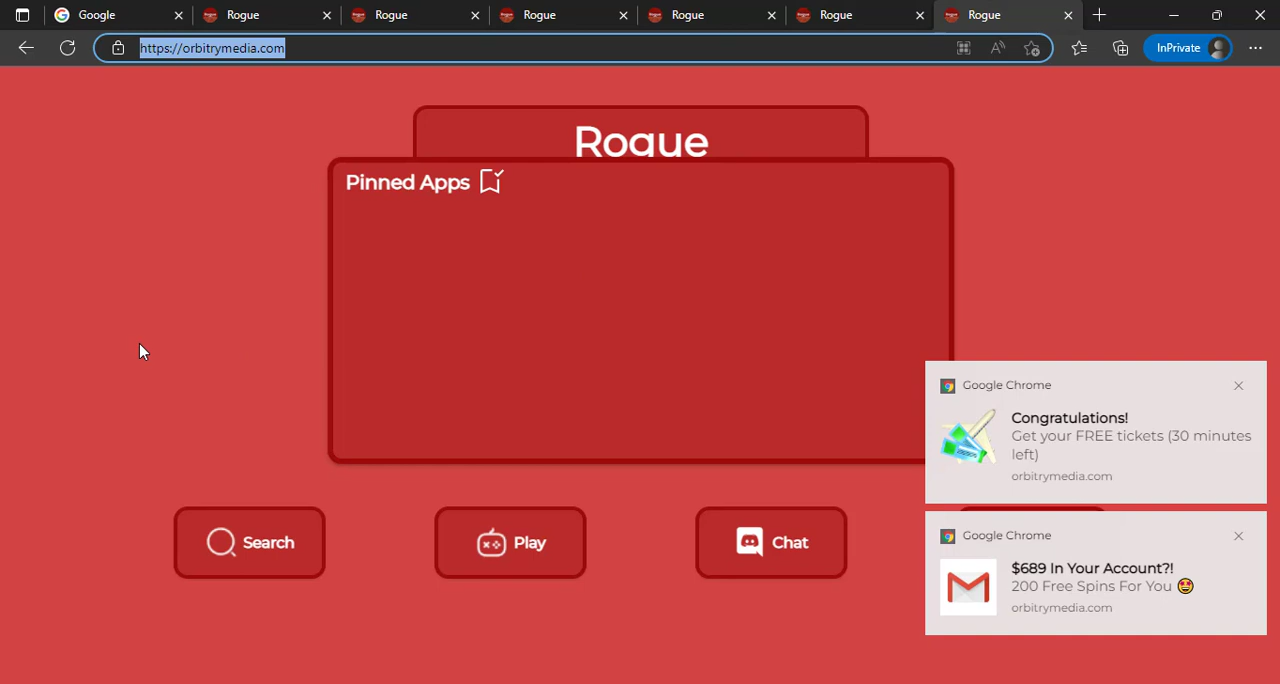 Google
Rogue
Rogue
Rogue
Rogue
Rogue
Rogue
https://orbitrymedia.com
InPrivate
Rogue
Pinned Apps
Google Chrome
Congratulations!
Get your FREE tickets (30 minutes
left)
orbitrymedia.com
Search
Play
Chat
Google Chrome
$689 In Your Account?!
200 Free Spins For You 🤩
orbitrymedia.com